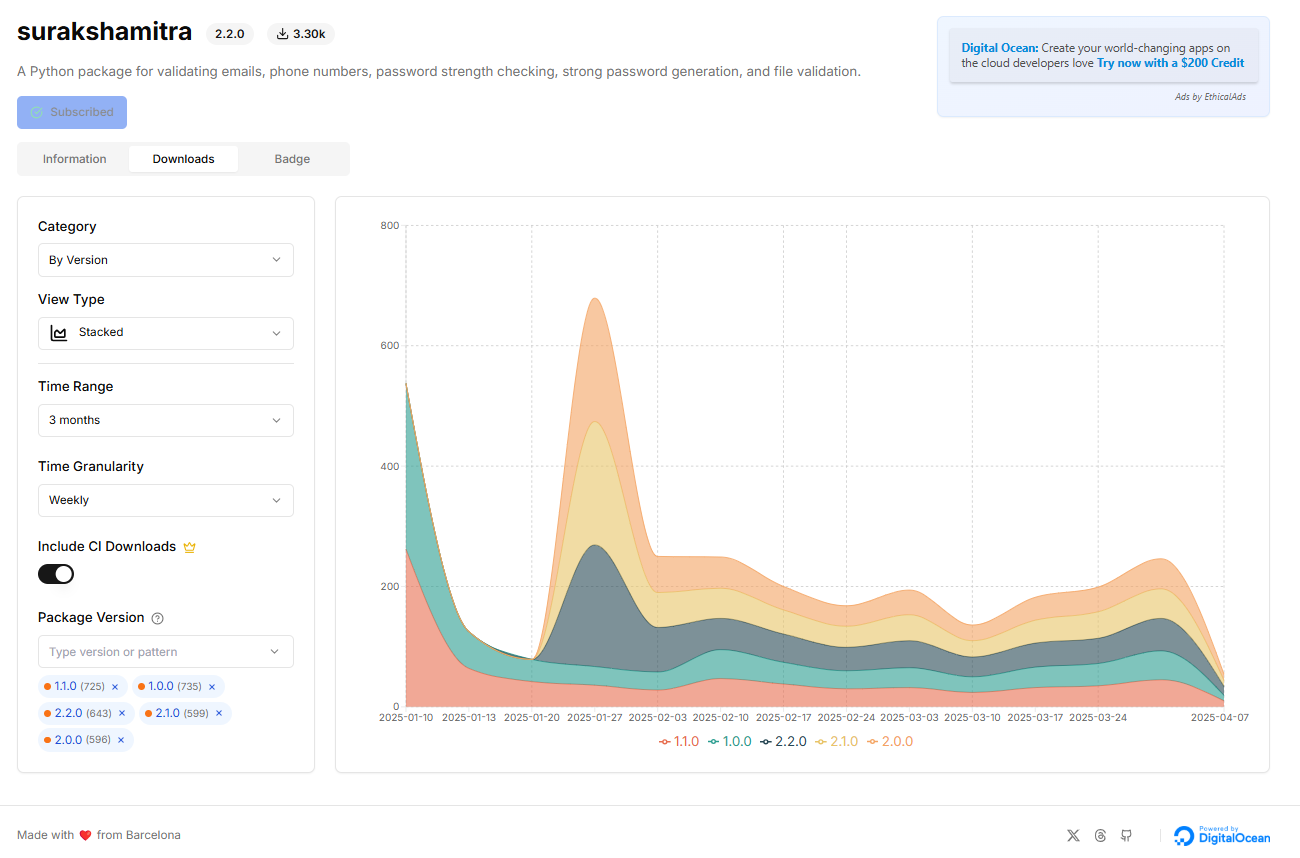 surakshamitra 2.2.0 3.30k
A Python package for validating emails, phone numbers, password strength checking, strong password generation, and file validation.
Subscribed
Digital Ocean: Create your world-changing apps on
the cloud developers love Try now with a $200 Credit
Ads by EthicalAds
Information Downloads Badge
Category
By Version
View Type
Stacked
Time Range
3 months
Time Granularity
Weekly
Include CI Downloads
Package Version
Type version or pattern
1.1.0 (725) × 1.0.0 (735) ×
2.2.0 (643) × 2.1.0 (599) ×
2.0.0 (596) ×
800
600
400
200
0
2025-01-10 2025-01-13 2025-01-20 2025-01-27 2025-02-03 2025-02-10 2025-02-17 2025-02-24 2025-03-03 2025-03-10 2025-03-17 2025-03-24 2025-04-07
1.1.0 1.0.0 2.2.0 2.1.0 2.0.0
Made with ❤️ from Barcelona
Powered by
DigitalOcean